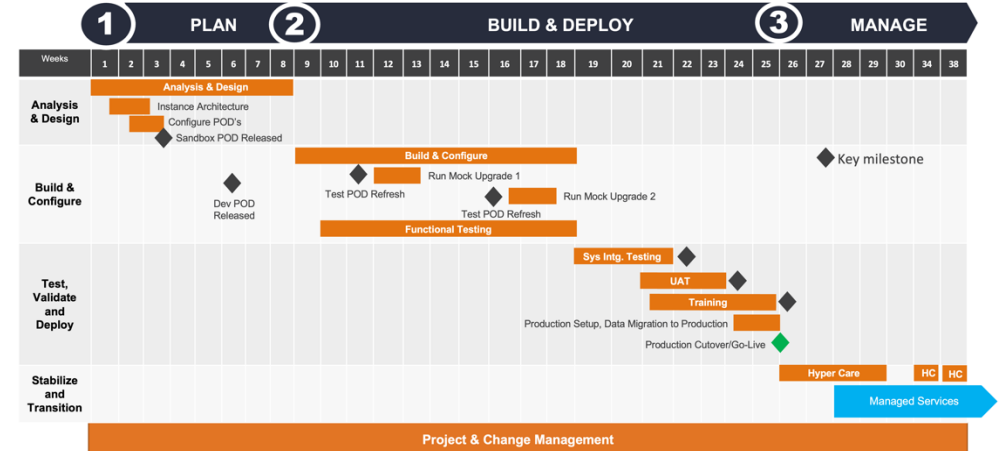 1 PLAN 2 BUILD & DEPLOY 3 MANAGE
Weeks 1 2 3 4 5 6 7 8 9 10 11 12 13 14 15 16 17 18 19 20 21 22 23 24 25 26 27 28 29 30 34 38
Analysis
& Design
Analysis & Design
Instance Architecture
Configure POD's
Sandbox POD Released
Build &
Configure
Build & Configure
Key milestone
Run Mock Upgrade 1
Test POD Refresh
Run Mock Upgrade 2
Dev POD
Released
Test POD Refresh
Functional Testing
Test,
Validate
and
Deploy
Sys Intg. Testing
UAT
Training
Production Setup, Data Migration to Production
Production Cutover/Go-Live
Stabilize
and
Transition
Hyper Care HC HC
Managed Services
Project & Change Management